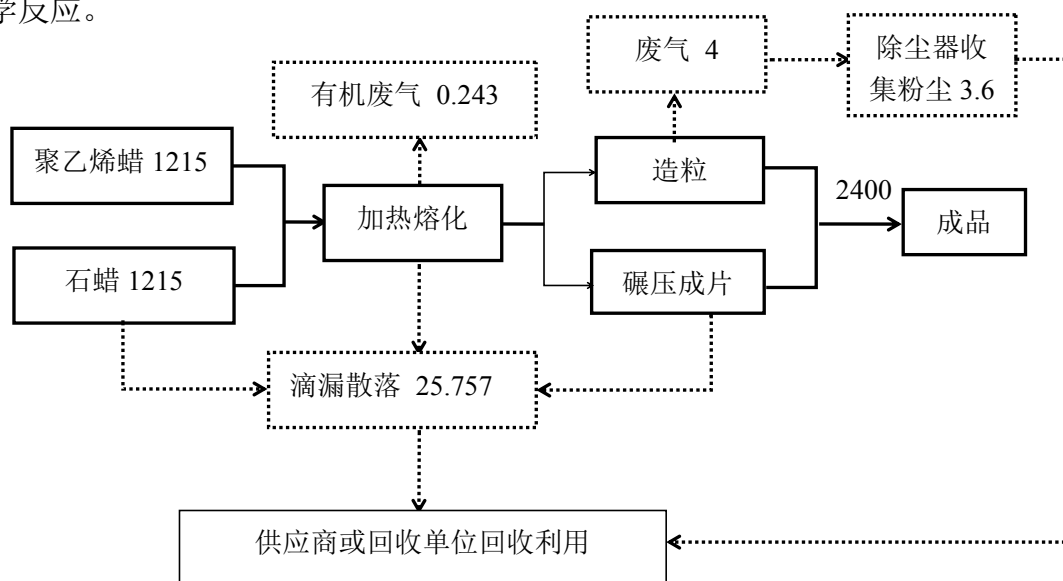 学反应。
废气 4
除尘器收
集粉尘 3.6
有机废气 0.243
聚乙烯蜡 1215
造粒
2400
加热熔化
成品
石蜡 1215
碾压成片
滴漏散落 25.757
供应商或回收单位回收利用